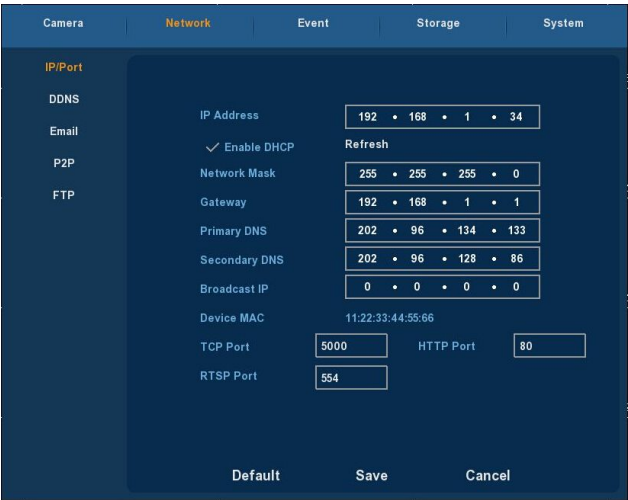 Camera Network Event Storage System
IP/Port
DDNS
Email
P2P
FTP
IP Address 192 • 168 • 1 • 34
✓ Enable DHCP Refresh
Network Mask 255 • 255 • 255 • 0
Gateway 192 • 168 • 1 • 1
Primary DNS 202 • 96 • 134 • 133
Secondary DNS 202 • 96 • 128 • 86
Broadcast IP 0 • 0 • 0 • 0
Device MAC 11:22:33:44:55:66
TCP Port 5000 HTTP Port 80
RTSP Port 554
Default Save Cancel